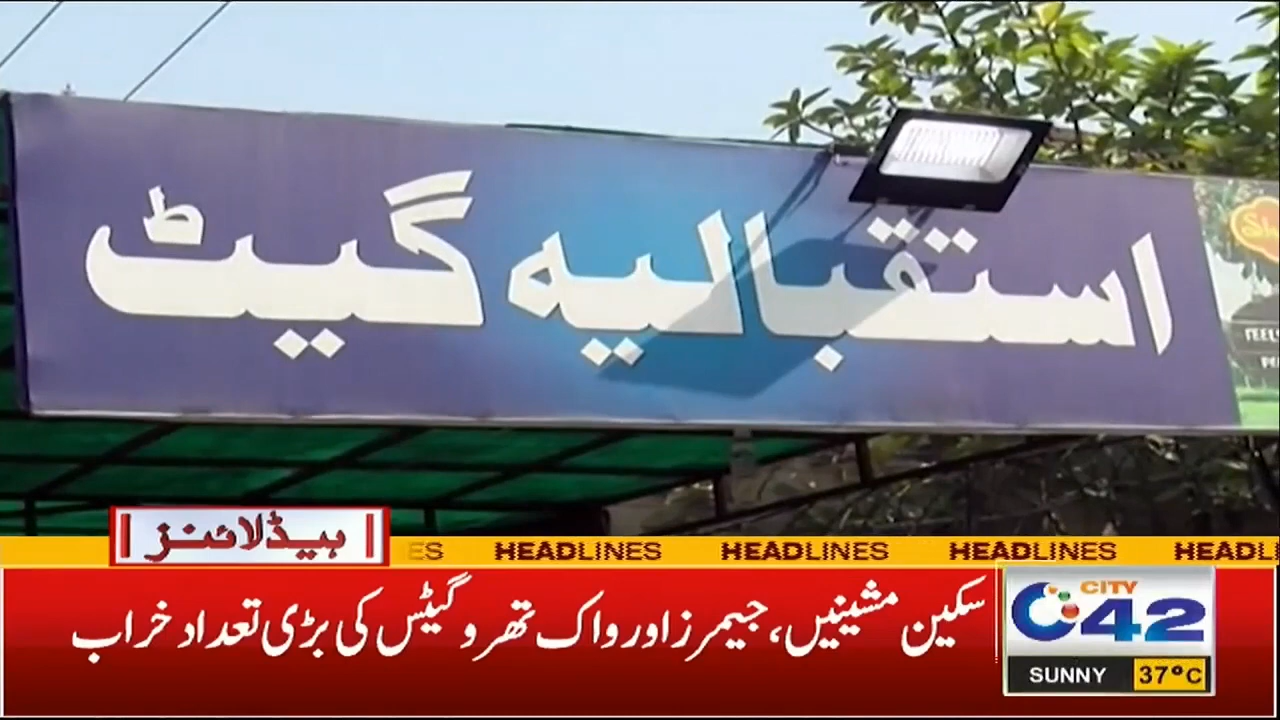 استقبالیہ گیٹ
ہیڈلائنز
HEADLINES HEADLINES HEADLINES
سکین مشینیں، جیمرز اور واک تھرو گیٹس کی بڑی تعداد خراب
CITY
42
SUNNY 37°C